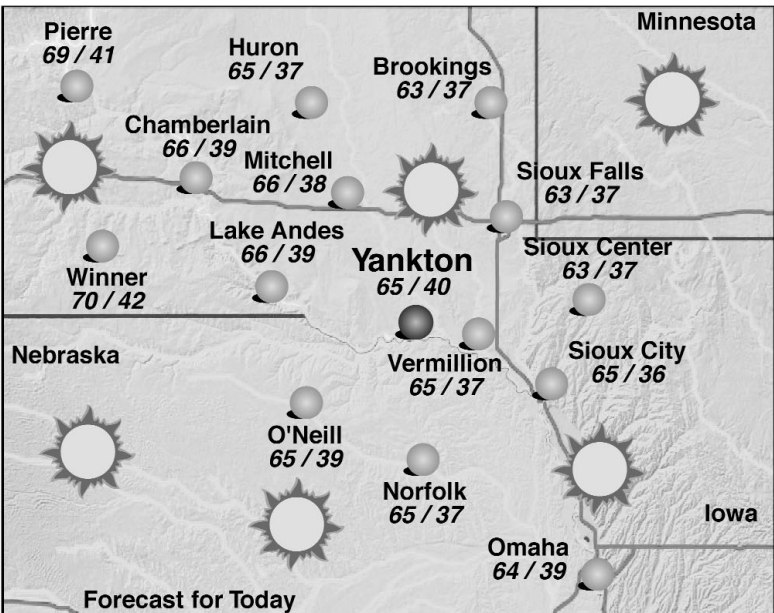 Minnesota
Pierre
69 / 41
Huron
65 / 37
Brookings
63 / 37
Chamberlain
66 / 39
Mitchell
66 / 38
Sioux Falls
63 / 37
Lake Andes
66 / 39
Yankton
65 / 40
Sioux Center
63 / 37
Winner
70 / 42
Nebraska
Vermillion
65 / 37
Sioux City
65 / 36
O'Neill
65 / 39
Norfolk
65 / 37
Iowa
Omaha
64 / 39
Forecast for Today